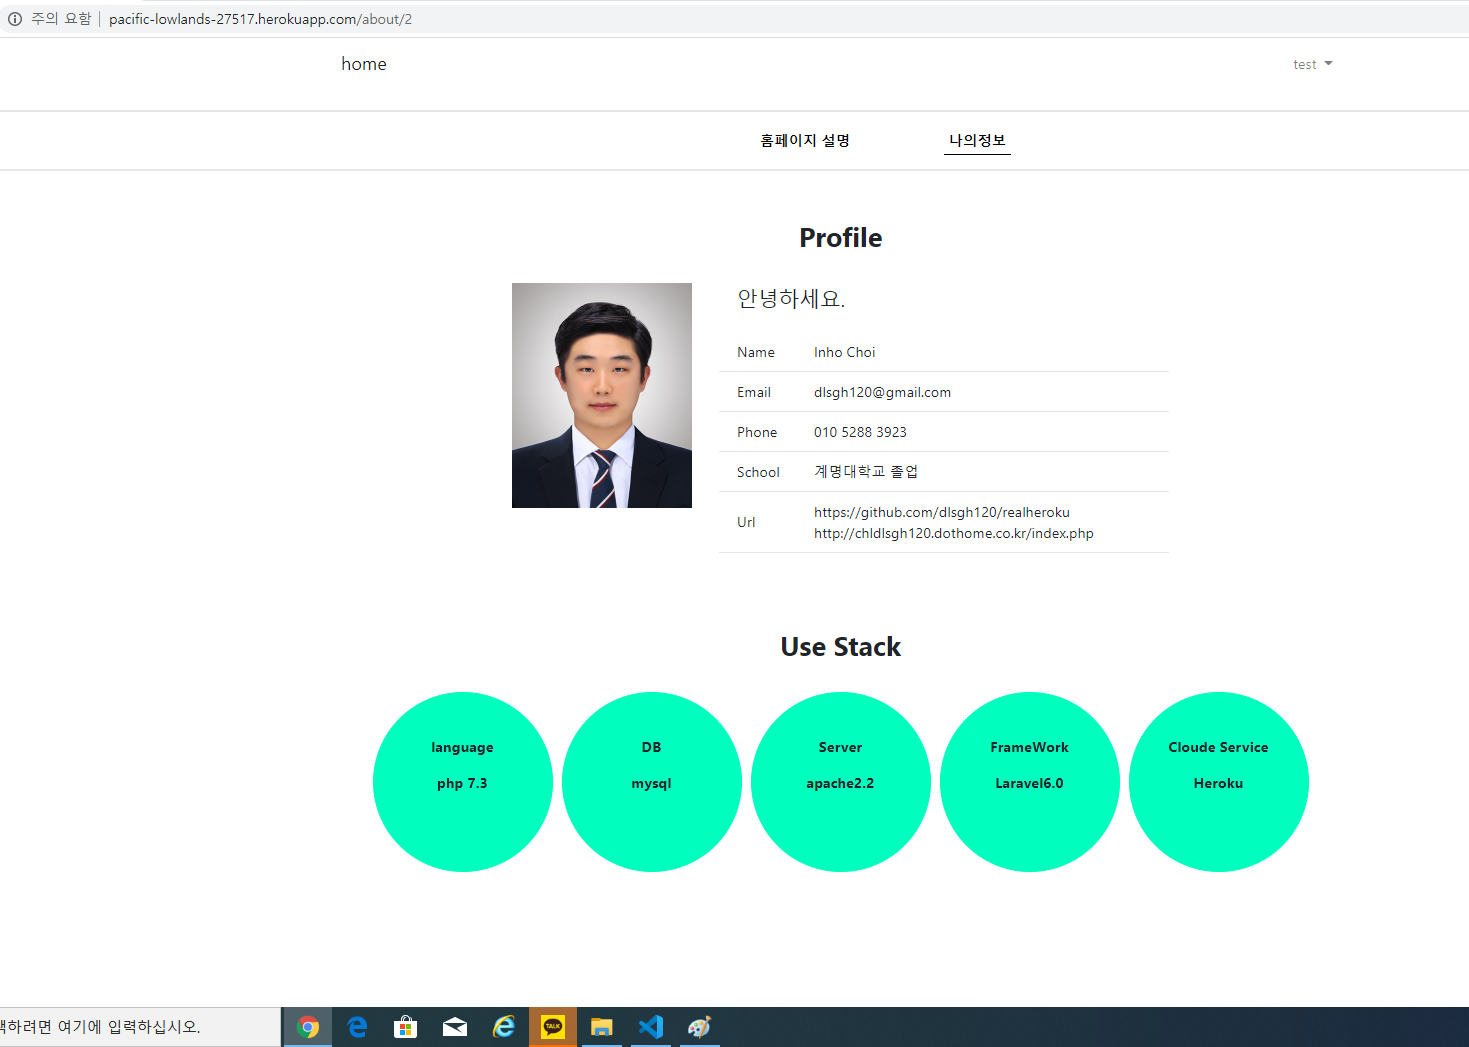 주의 요함 | pacific-lowlands-27517.herokuapp.com/about/2
home
test
홈페이지 설명
나의정보
Profile
안녕하세요.
Name Inho Choi
Email dlsgh120@gmail.com
Phone 010 5288 3923
School 계명대학교 졸업
Url https://github.com/dlsgh120/realheroku
http://chldlsgh120.dothome.co.kr/index.php
Use Stack
language
php 7.3
DB
mysql
Server
apache2.2
FrameWork
Laravel6.0
Cloude Service
Heroku
색하려면 여기에 입력하십시오.
TALK